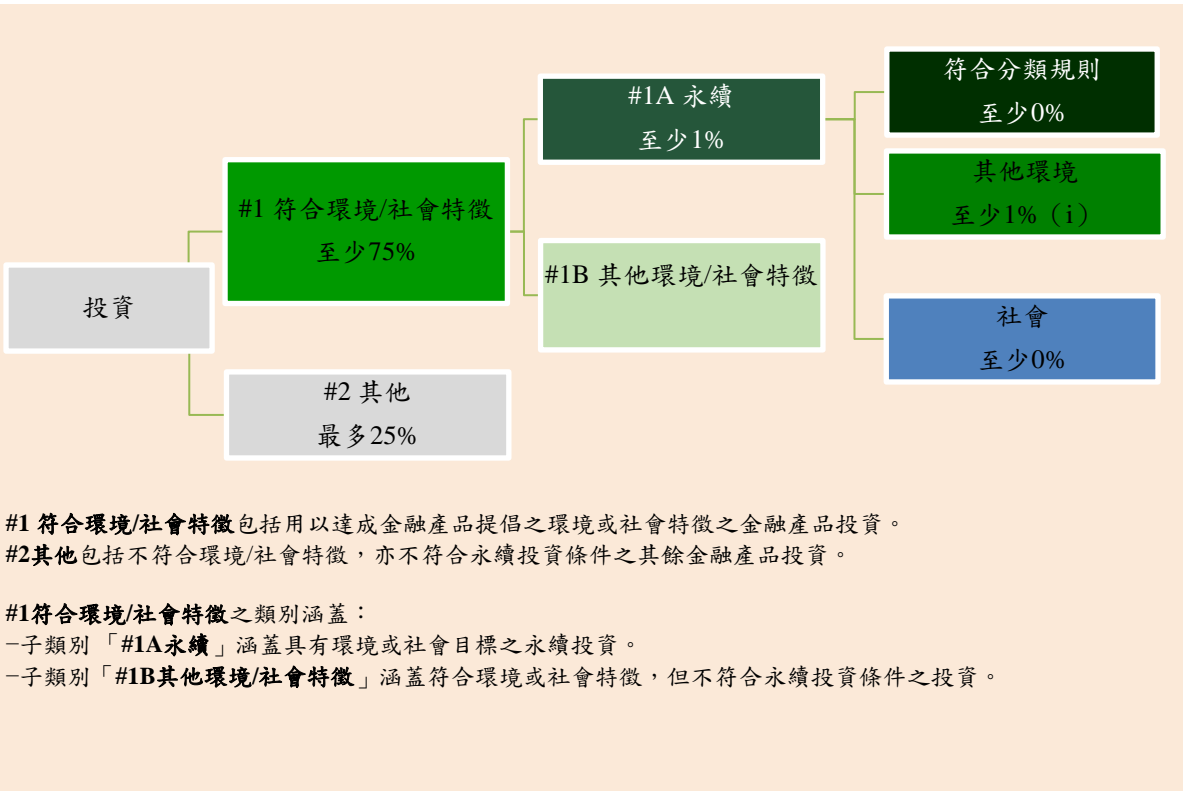 投資
#1 符合環境/社會特徵
至少75%
#2 其他
最多25%
#1A 永續
至少1%
#1B 其他環境/社會特徵
符合分類規則
至少0%
其他環境
至少1%（i）
社會
至少0%
#1 符合環境/社會特徵包括用以達成金融產品提倡之環境或社會特徵之金融產品投資。
#2其他包括不符合環境/社會特徵，亦不符合永續投資條件之其餘金融產品投資。
#1符合環境/社會特徵之類別涵蓋：
−子類別「#1A永續」涵蓋具有環境或社會目標之永續投資。
−子類別「#1B其他環境/社會特徵」涵蓋符合環境或社會特徵，但不符合永續投資條件之投資。